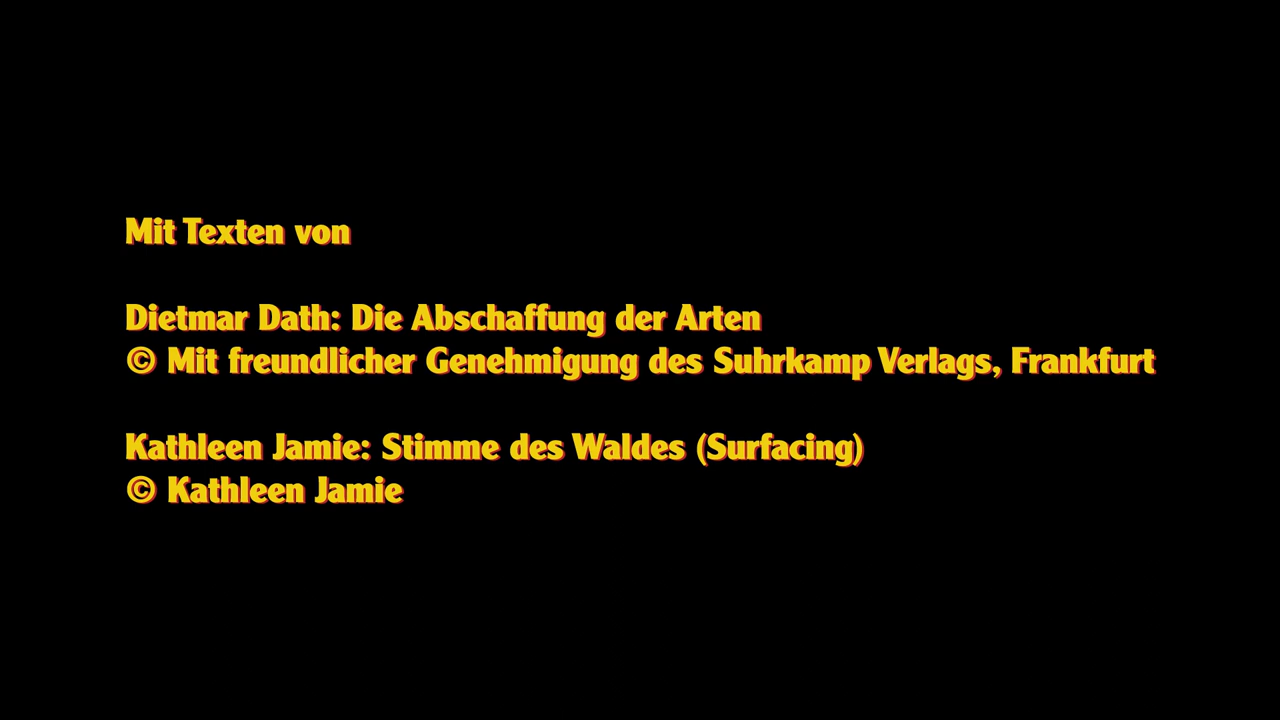 Mit Texten von
Dietmar Dath: Die Abschaffung der Arten
© Mit freundlicher Genehmigung des Suhrkamp Verlags, Frankfurt
Kathleen Jamie: Stimme des Waldes (Surfacing)
© Kathleen Jamie